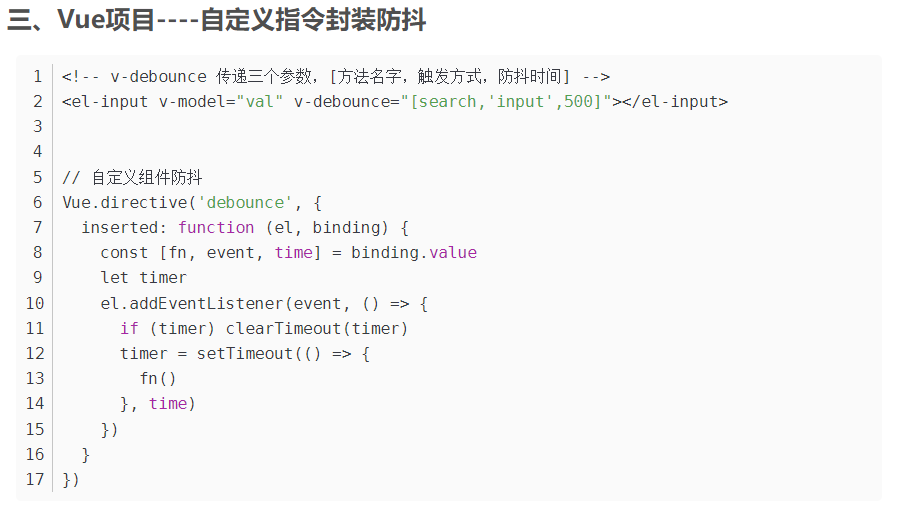 三、Vue项目----自定义指令封装防抖
1 <!-- v-debounce 传递三个参数，[方法名字，触发方式，防抖时间] -->
2 <el-input v-model="val" v-debounce="[search,'input',500]"></el-input>
3
4
5 // 自定义组件防抖
6 Vue.directive('debounce', {
7   inserted: function (el, binding) {
8     const [fn, event, time] = binding.value
9     let timer
10     el.addEventListener(event, () => {
11       if (timer) clearTimeout(timer)
12       timer = setTimeout(() => {
13         fn()
14       }, time)
15     })
16   }
17 })